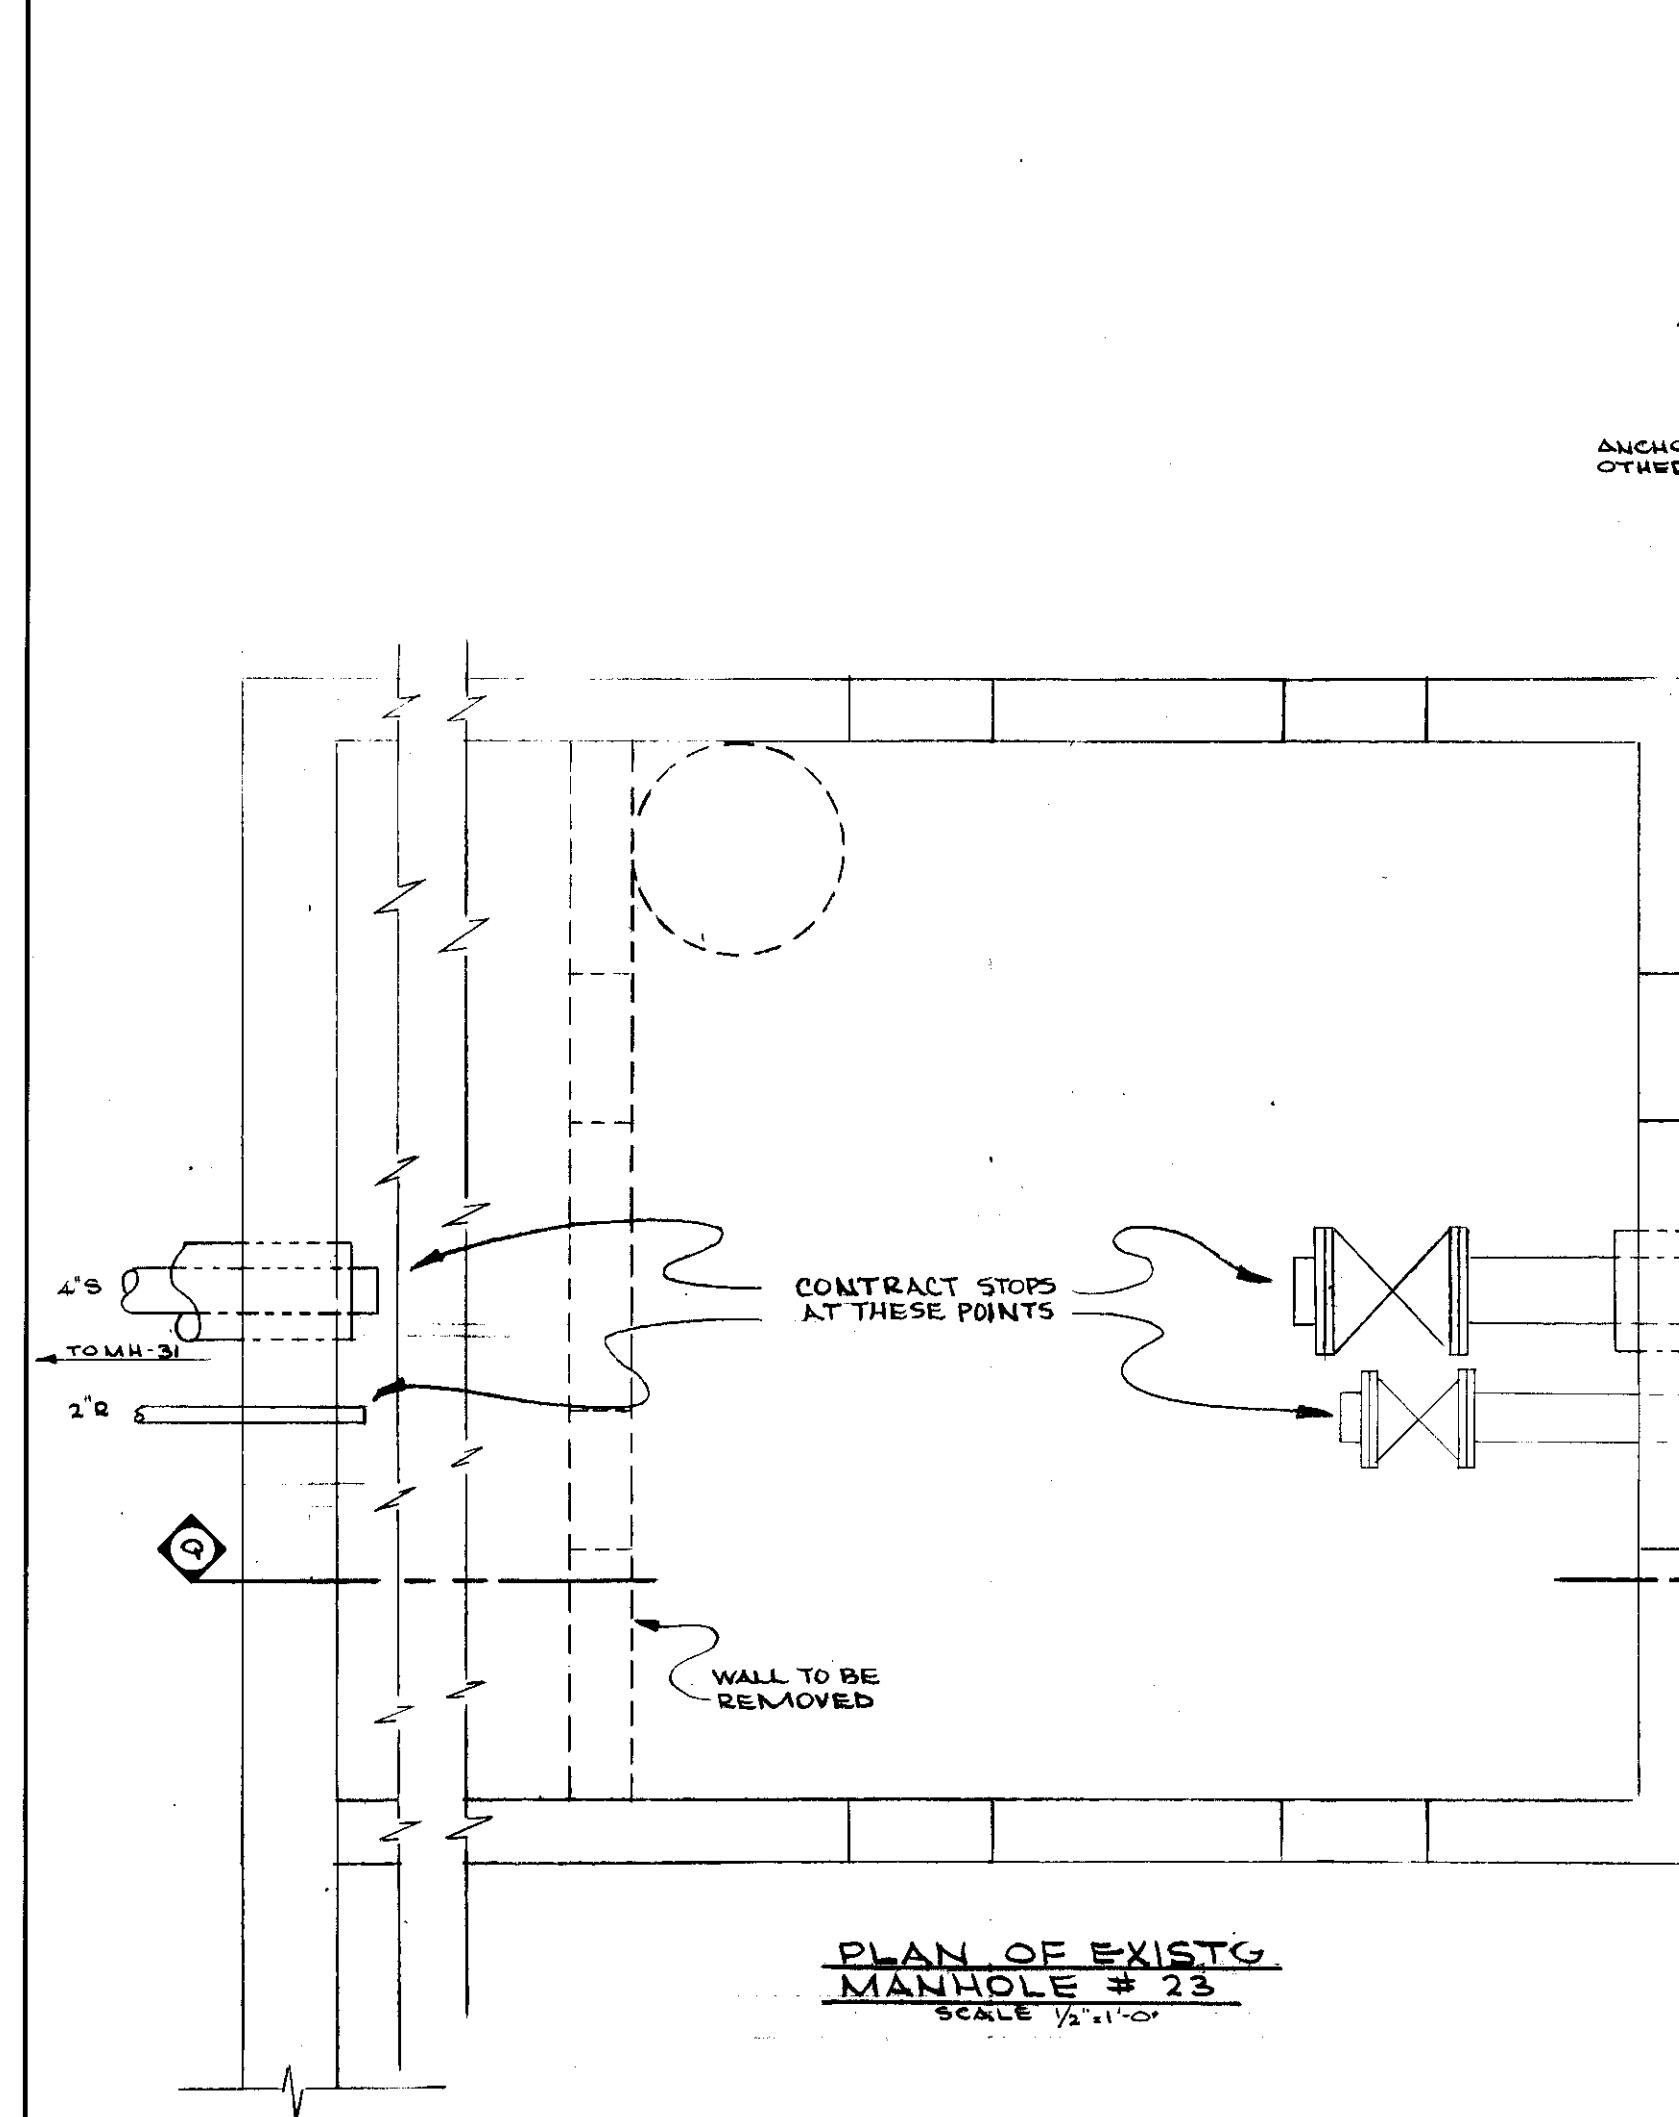 4"S
TO MH-31
2"R
Q
CONTRACT STOPS
AT THESE POINTS
WALL TO BE
REMOVED
PLAN OF EXISTG.
MANHOLE # 23
SCALE 1/2"=1'-0"